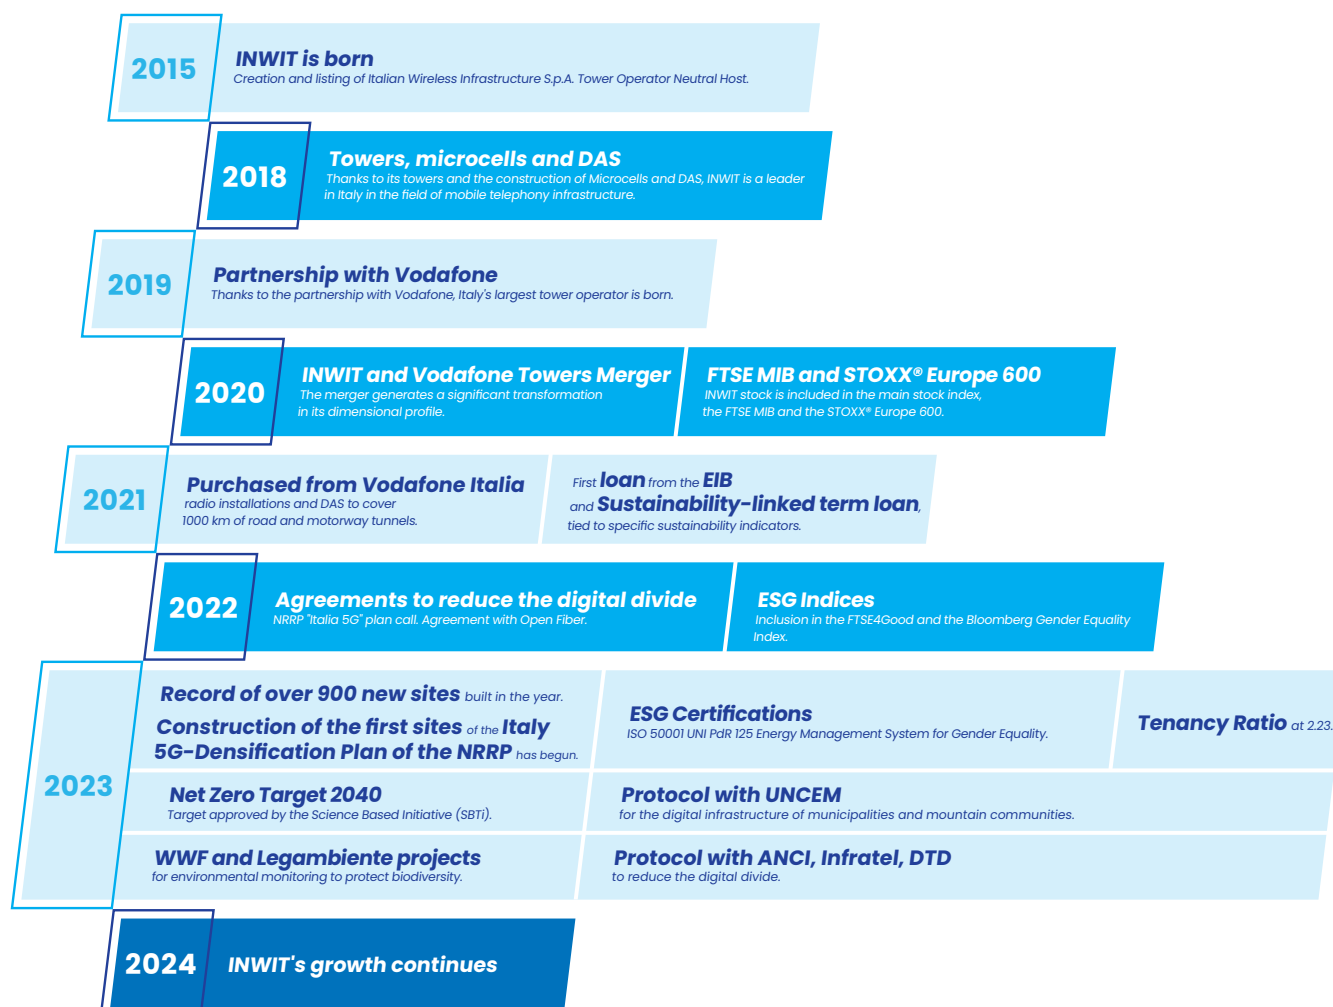 2015
INWIT is born
Creation and listing of Italian Wireless Infrastructure S.p.A. Tower Operator Neutral Host.
2018
Towers, microcells and DAS
Thanks to its towers and the construction of Microcells and DAS, INWIT is a leader
in Italy in the field of mobile telephony infrastructure.
2019
Partnership with Vodafone
Thanks to the partnership with Vodafone, Italy's largest tower operator is born.
2020
INWIT and Vodafone Towers Merger
The merger generates a significant transformation
in its dimensional profile.
FTSE MIB and STOXX® Europe 600
INWIT stock is included in the main stock index,
the FTSE MIB and the STOXX® Europe 600.
2021
Purchased from Vodafone Italia
radio installations and DAS to cover
1000 km of road and motorway tunnels.
First loan from the EIB
and Sustainability-linked term loan,
tied to specific sustainability indicators.
2022
Agreements to reduce the digital divide
NRRP "Italia 5G" plan call. Agreement with Open Fiber.
ESG Indices
Inclusion in the FTSE4Good and the Bloomberg Gender Equality
Index.
2023
Record of over 900 new sites built in the year.
Construction of the first sites of the Italy
5G-Densification Plan of the NRRP has begun.
ESG Certifications
ISO 50001 UNI PdR 125 Energy Management System for Gender Equality.
Tenancy Ratio at 2.23.
Net Zero Target 2040
Target approved by the Science Based Initiative (SBTi).
Protocol with UNCEM
for the digital infrastructure of municipalities and mountain communities.
WWF and Legambiente projects
for environmental monitoring to protect biodiversity.
Protocol with ANCI, Infratel, DTD
to reduce the digital divide.
2024
INWIT's growth continues